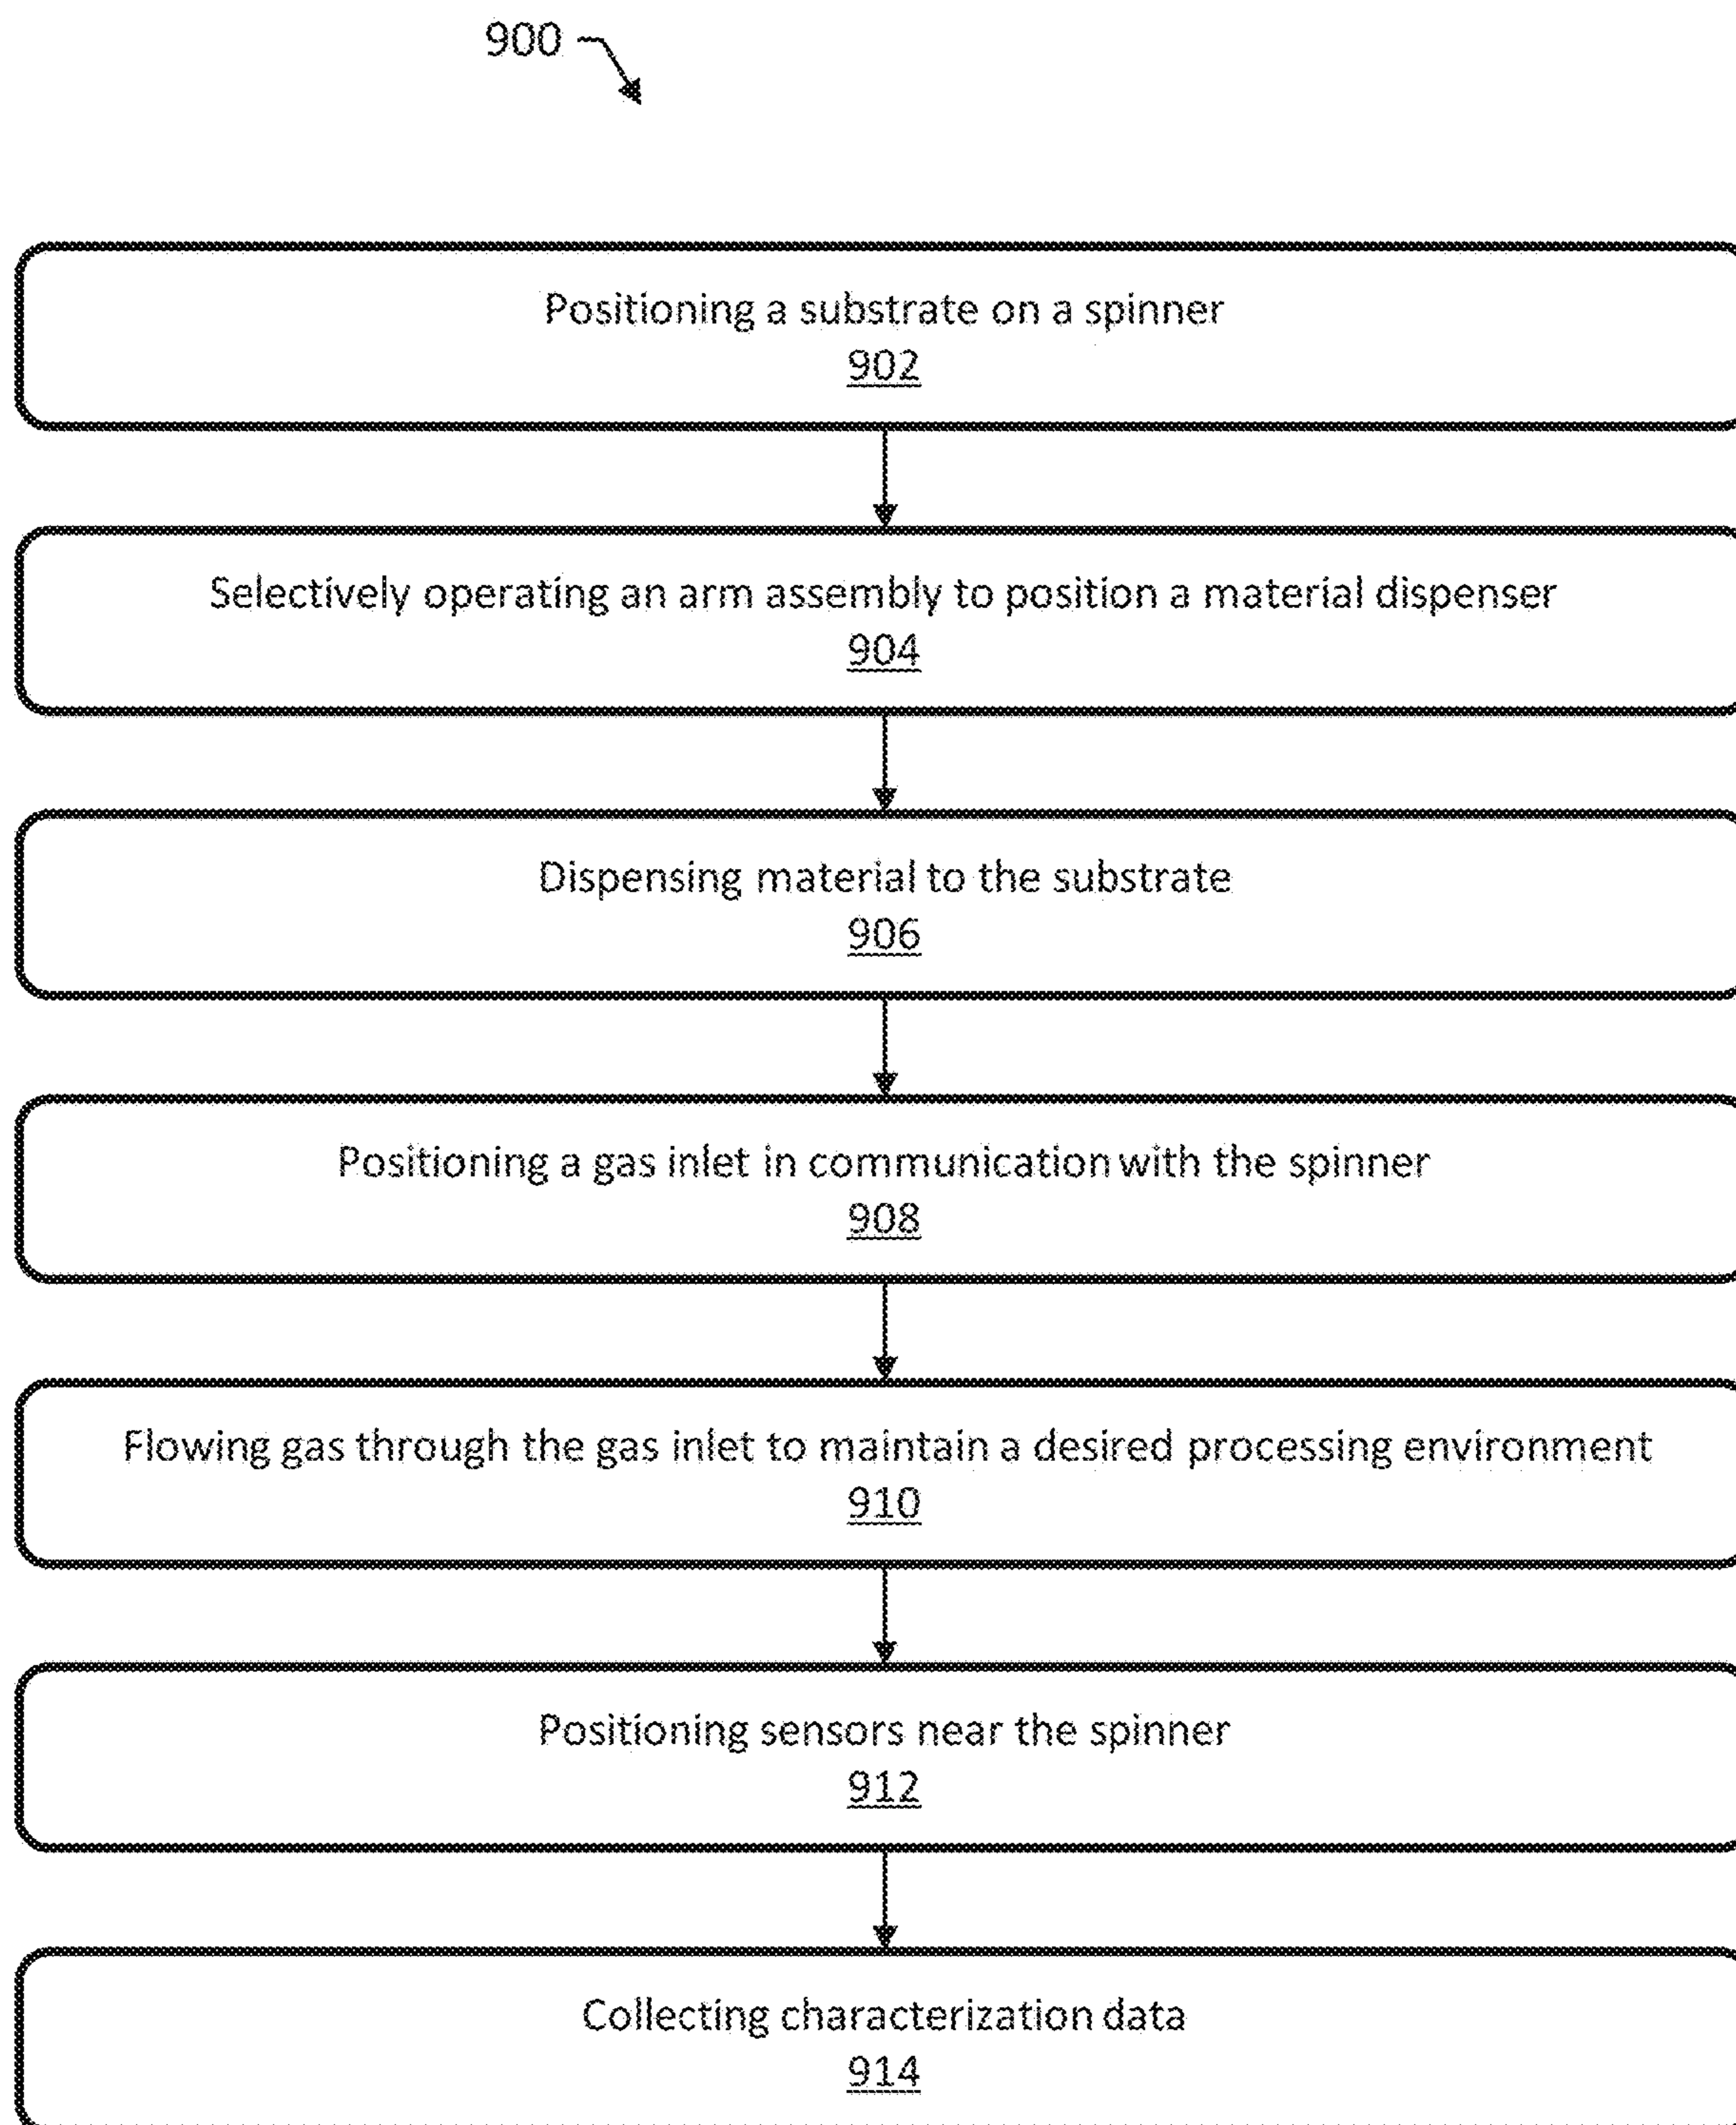 900
Positioning a substrate on a spinner
902
Selectively operating an arm assembly to position a material dispenser
904
Dispensing material to the substrate
906
Positioning a gas inlet in communication with the spinner
908
Flowing gas through the gas inlet to maintain a desired processing environment
910
Positioning sensors near the spinner
912
Collecting characterization data
914